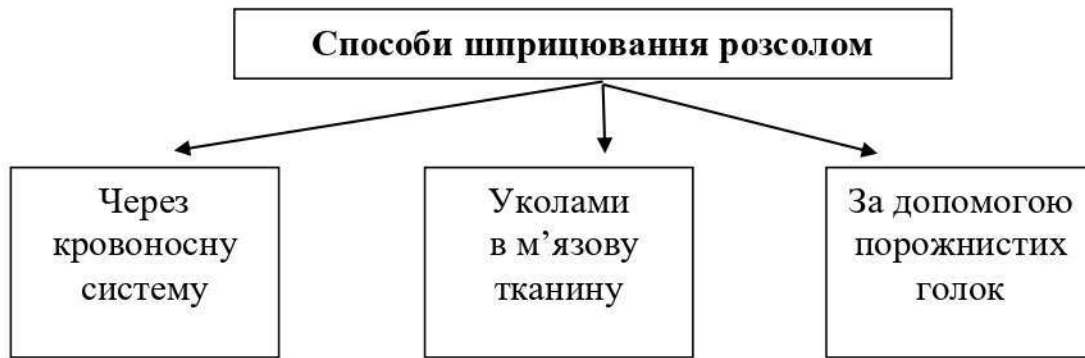 Способи шприцювання розсолом
Через
кровоносну
систему
Уколами
в м’язову
тканину
За допомогою
порожнистих
голок